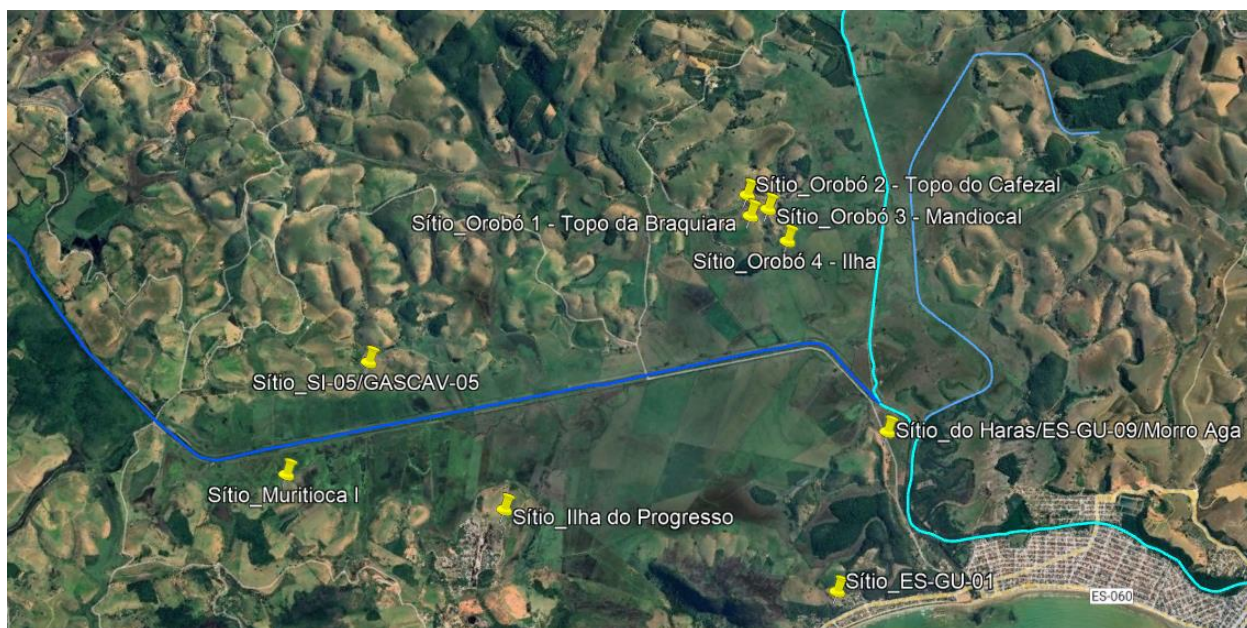 Sítio_Orobó 2 - Topo do Cafezal
Sítio_Orobó 1 - Topo da Braquiara
Sítio_Orobó 3 - Mandiocal
Sítio_Orobó 4 - Ilha
Sítio_SI-05/GASCAV-05
Sítio_do Haras/ES-GU-09/Morro Aga
Sítio_Muritioca I
Sítio_Ilha do Progresso
Sítio_ES-GU-01
ES-060